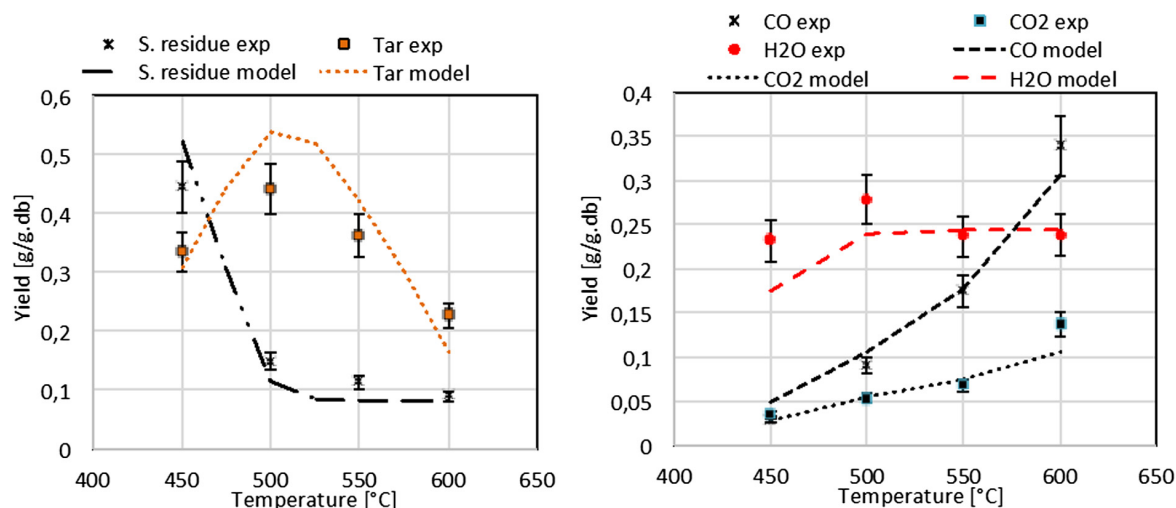 S. residue exp
Tar exp
S. residue model
Tar model
0,6
0,5
0,4
0,3
0,2
0,1
0
Yield [g/g.db]
400 450 500 550 600 650
Temperature [°C]
CO exp
CO2 exp
H2O exp
CO model
CO2 model
H2O model
0,4
0,35
0,3
0,25
0,2
0,15
0,1
0,05
0
Yield [g/g.db]
400 450 500 550 600 650
Temperature [°C]